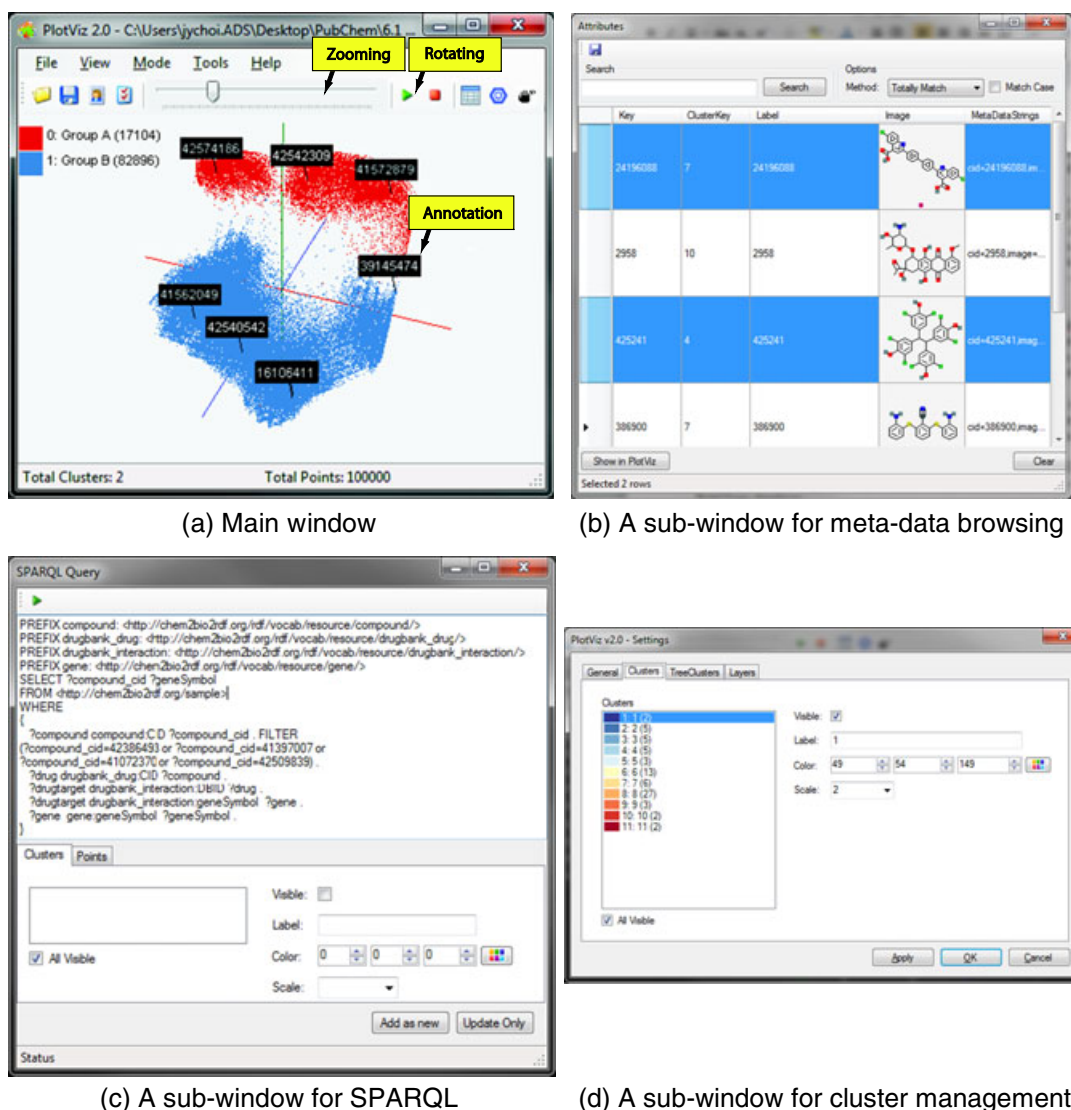 PlotViz 2.0 - C:\Users\jychoi.ADS\Desktop\PubChem\6.1 ...
File View Mode Tools Help
Zooming
Rotating
0: Group A (17104)
1: Group B (82896)
42574186
42542309
41572879
Annotation
39145474
41562049
42540542
16106411
Total Clusters: 2 Total Points: 100000
(a) Main window
Attributes
Search
Search
Options
Method: Totally Match Match Case
Key ClusterKey Label Image MetaDataStrings
24196088 7 24196088 cid=24196088,im...
2958 10 2958 cid=2958,image=...
425241 4 425241 cid=425241,imag...
386900 7 386900 cid=386900,imag...
Show in PlotViz Clear
Selected 2 rows
(b) A sub-window for meta-data browsing
SPARQL Query
PREFIX compound: <http://chem2bio2rdf.org/rdf/vocab/resource/compound/>
PREFIX drugbank_drug: <http://chem2bio2rdf.org/rdf/vocab/resource/drugbank_drug/>
PREFIX drugbank_interaction: <http://chem2bio2rdf.org/rdf/vocab/resource/drugbank_interaction/>
PREFIX gene: <http://chem2bio2rdf.org/rdf/vocab/resource/gene/>
SELECT ?compound_cid ?geneSymbol
FROM <http://chem2bio2rdf.org/sample>
WHERE
{
?compound compound:CID ?compound_cid . FILTER
(?compound_cid=42386493 or ?compound_cid=41397007 or
?compound_cid=41072370 or ?compound_cid=42509839) .
?drug drugbank_drug:CID ?compound .
?drugtarget drugbank_interaction:DBID ?drug .
?drugtarget drugbank_interaction:geneSymbol ?gene .
?gene gene:geneSymbol ?geneSymbol .
}
Clusters Points
Visible:
Label:
All Visible
Color: 0 0 0
Scale:
Add as new Update Only
Status
(c) A sub-window for SPARQL
PlotViz v2.0 - Settings
General Clusters TreeClusters Layers
Clusters
1: 1 (2)
2: 2 (5)
3: 3 (5)
4: 4 (5)
5: 5 (3)
6: 6 (13)
7: 7 (6)
8: 8 (27)
9: 9 (3)
10: 10 (2)
11: 11 (2)
Visible:
Label: 1
Color: 49 54 149
Scale: 2
All Visible
Apply OK Cancel
(d) A sub-window for cluster management